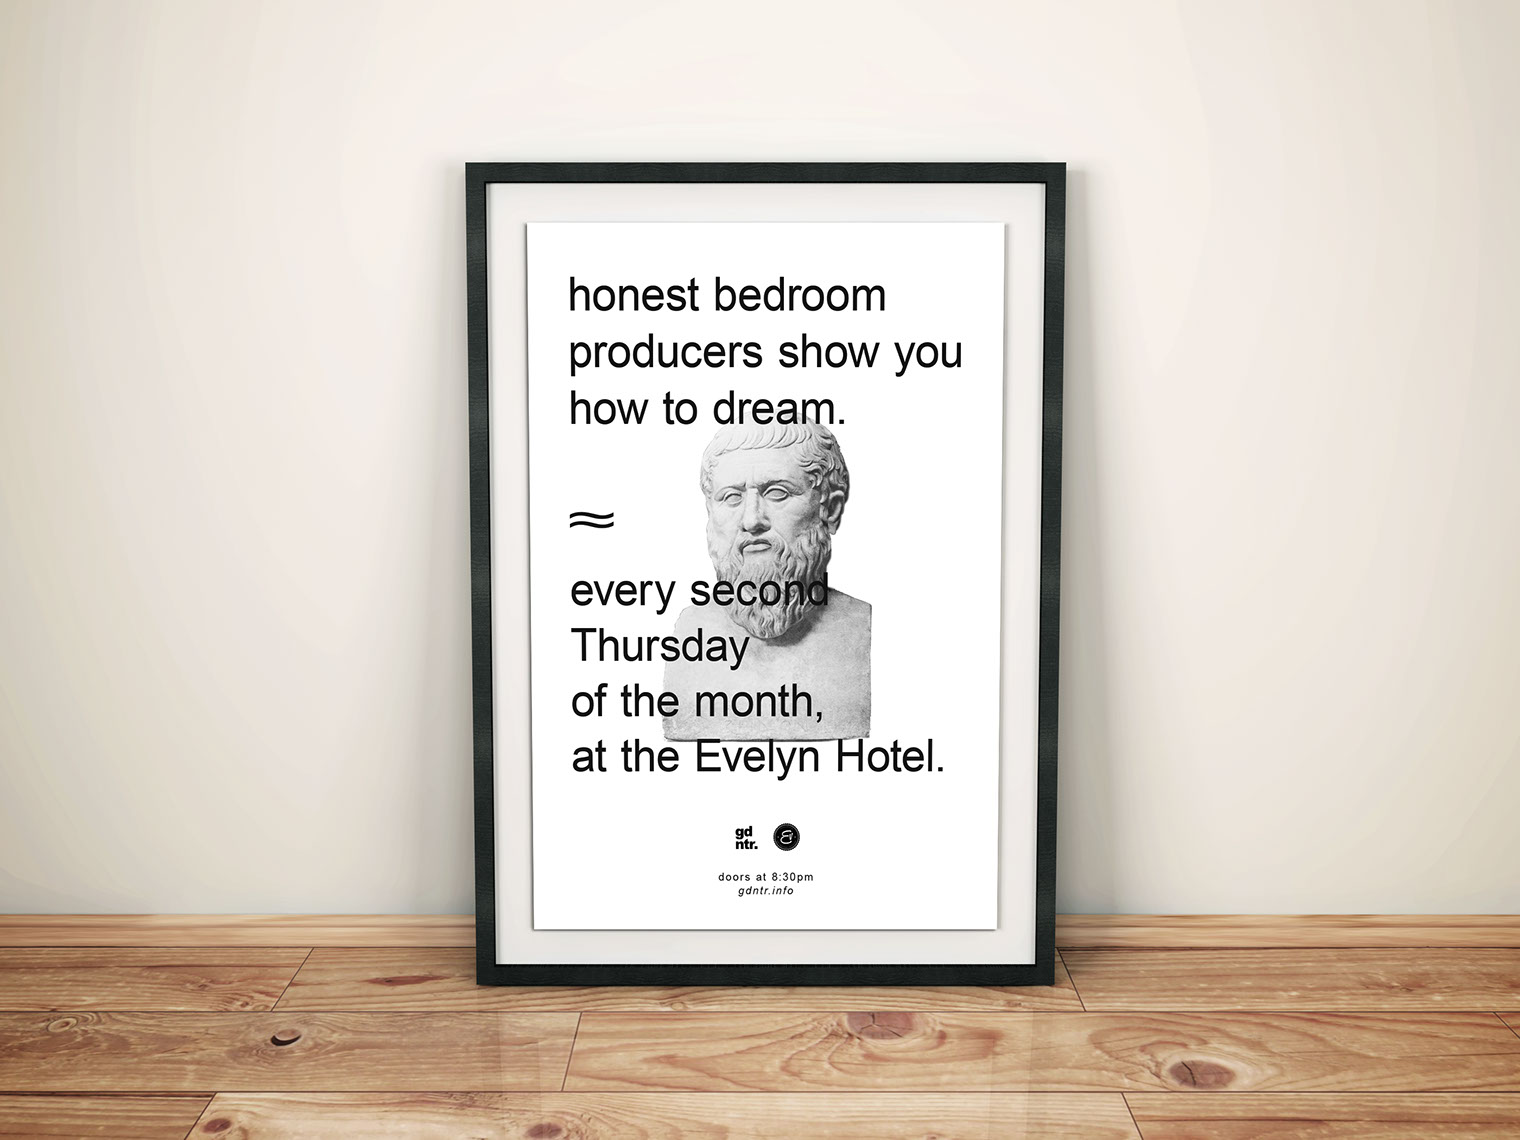 honest bedroom
producers show you
how to dream.
≈
every second
Thursday
of the month,
at the Evelyn Hotel.
gd
ntr.
E
doors at 8:30pm
gdntr.info